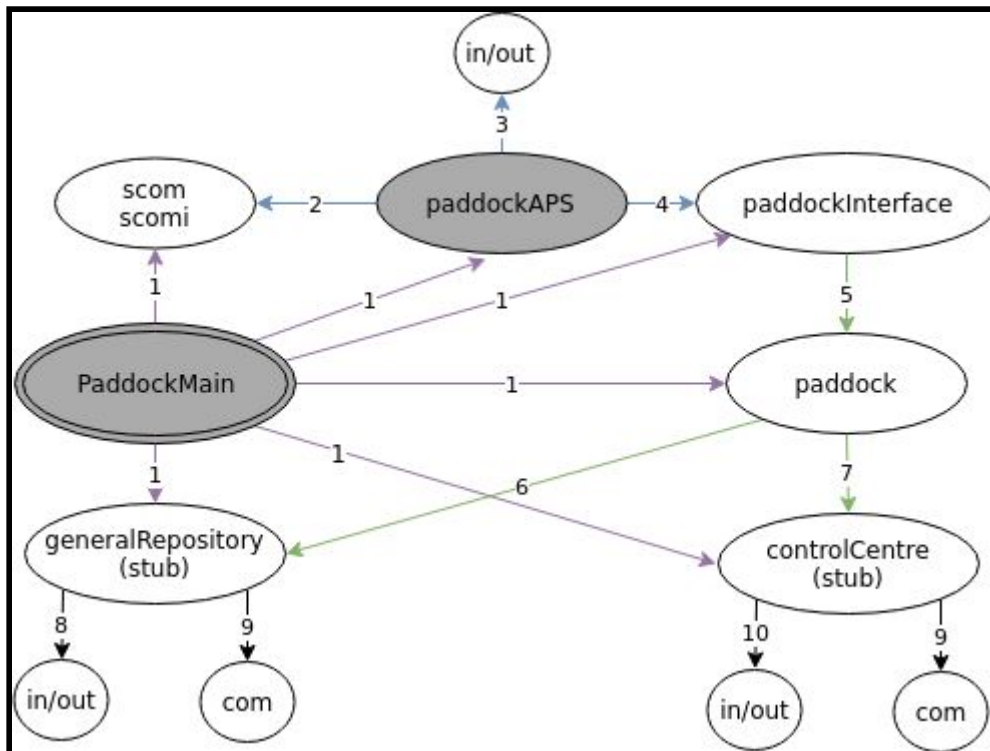 in/out
3
scom
scomi
2
paddockAPS
4
paddockInterface
1
1
1
5
PaddockMain
1
paddock
1
1
6
7
generalRepository
(stub)
controlCentre
(stub)
8
9
10
9
in/out
com
in/out
com